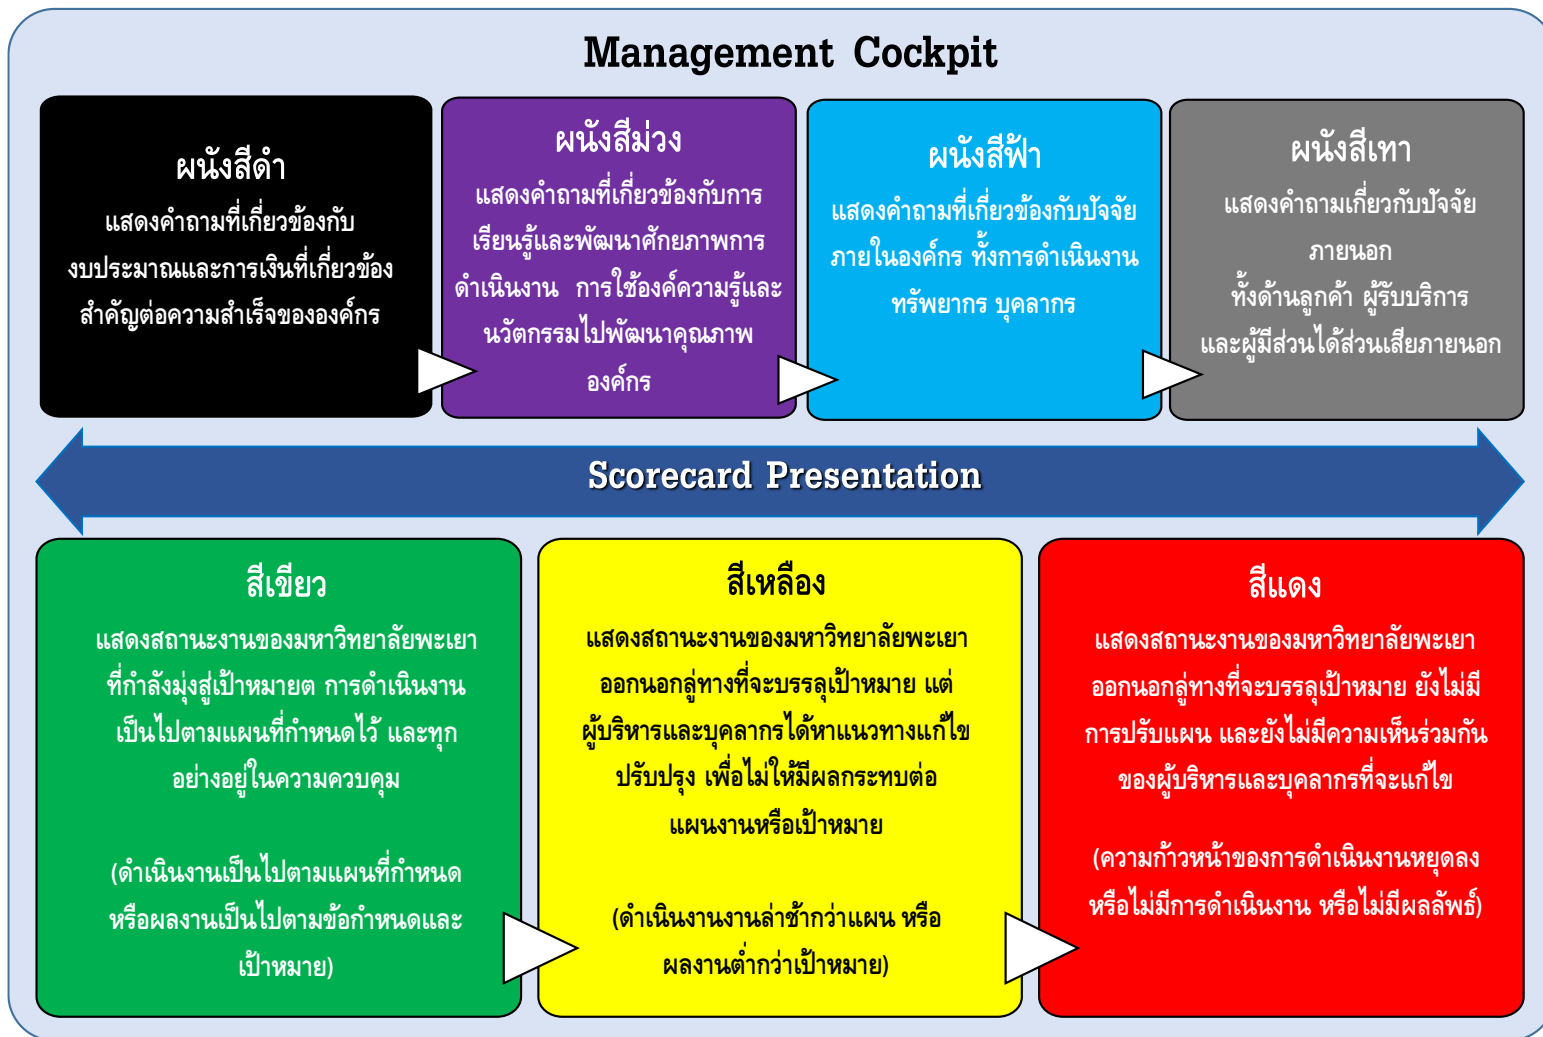 Management Cockpit
ผนังสีดำ
แสดงคำถามที่เกี่ยวข้องกับ
งบประมาณและการเงินที่เกี่ยวข้อง
สำคัญต่อความสำเร็จขององค์กร
ผนังสีม่วง
แสดงคำถามที่เกี่ยวข้องกับการ
เรียนรู้และพัฒนาศักยภาพการ
ดำเนินงาน การใช้องค์ความรู้และ
นวัตกรรมไปพัฒนาคุณภาพ
องค์กร
ผนังสีฟ้า
แสดงคำถามที่เกี่ยวข้องกับปัจจัย
ภายในองค์กร ทั้งการดำเนินงาน
ทรัพยากร บุคลากร
ผนังสีเทา
แสดงคำถามเกี่ยวกับปัจจัย
ภายนอก
ทั้งด้านลูกค้า ผู้รับบริการ
และผู้มีส่วนได้ส่วนเสียภายนอก
Scorecard Presentation
สีเขียว
แสดงสถานะงานของมหาวิทยาลัยพะเยา
ที่กำลังมุ่งสู่เป้าหมายต การดำเนินงาน
เป็นไปตามแผนที่กำหนดไว้ และทุก
อย่างอยู่ในความควบคุม
(ดำเนินงานเป็นไปตามแผนที่กำหนด
หรือผลงานเป็นไปตามข้อกำหนดและ
เป้าหมาย)
สีเหลือง
แสดงสถานะงานของมหาวิทยาลัยพะเยา
ออกนอกลู่ทางที่จะบรรลุเป้าหมาย แต่
ผู้บริหารและบุคลากรได้หาแนวทางแก้ไข
ปรับปรุง เพื่อไม่ให้มีผลกระทบต่อ
แผนงานหรือเป้าหมาย
(ดำเนินงานงานล่าช้ากว่าแผน หรือ
ผลงานต่ำกว่าเป้าหมาย)
สีแดง
แสดงสถานะงานของมหาวิทยาลัยพะเยา
ออกนอกลู่ทางที่จะบรรลุเป้าหมาย ยังไม่มี
การปรับแผน และยังไม่มีความเห็นร่วมกัน
ของผู้บริหารและบุคลากรที่จะแก้ไข
(ความก้าวหน้าของการดำเนินงานหยุดลง
หรือไม่มีการดำเนินงาน หรือไม่มีผลลัพธ์)